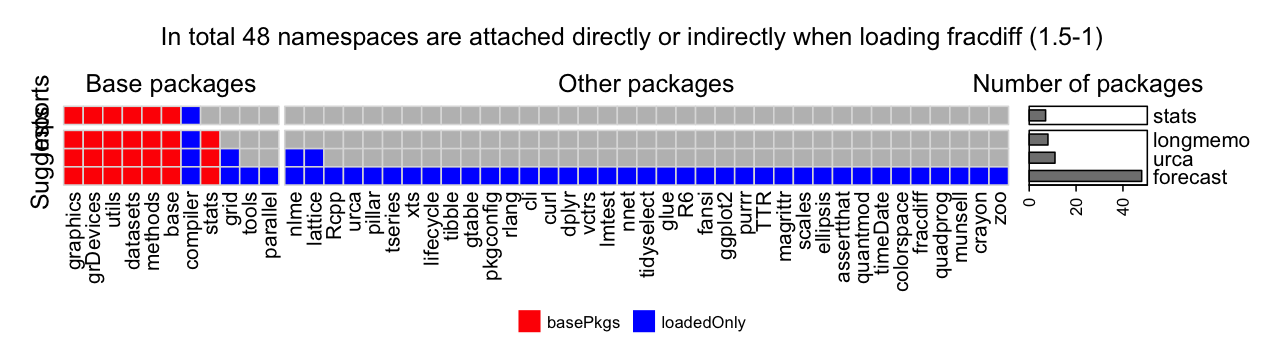 In total 48 namespaces are attached directly or indirectly when loading fracdiff (1.5-1)
Base packages
Other packages
Number of packages
Imports
Suggests
stats
longmemo
urca
forecast
0
20
40
graphics
grDevices
utils
datasets
methods
base
compiler
stats
grid
tools
parallel
nlme
lattice
Rcpp
urca
pillar
tseries
xts
lifecycle
tibble
gtable
pkgconfig
rlang
cli
curl
dplyr
vctrs
lmtest
nnet
tidyselect
glue
R6
fansi
ggplot2
purrr
TTR
magrittr
scales
ellipsis
assertthat
quantmod
timeDate
colorspace
fracdiff
quadprog
munsell
crayon
zoo
basePkgs
loadedOnly